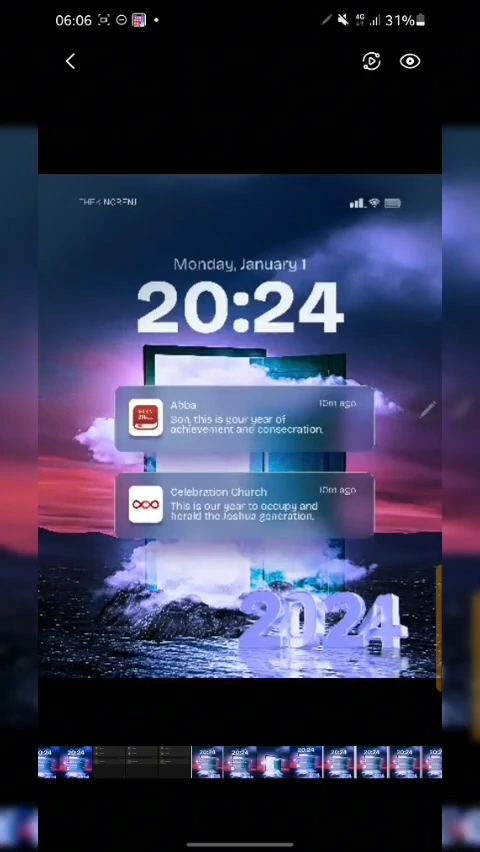 06:06
4G
31%
Monday, January 1
20:24
Abba
10m ago
Son, this is your year of
achievement and consecration.
Celebration Church
10m ago
This is our year to occupy and
herald the Joshua generation.
2024